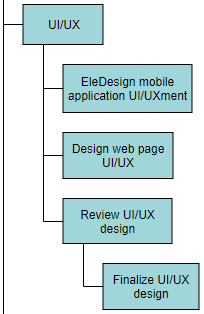 UI/UX
EleDesign mobile
application UI/UXment
Design web page
UI/UX
Review UI/UX
design
Finalize UI/UX
design